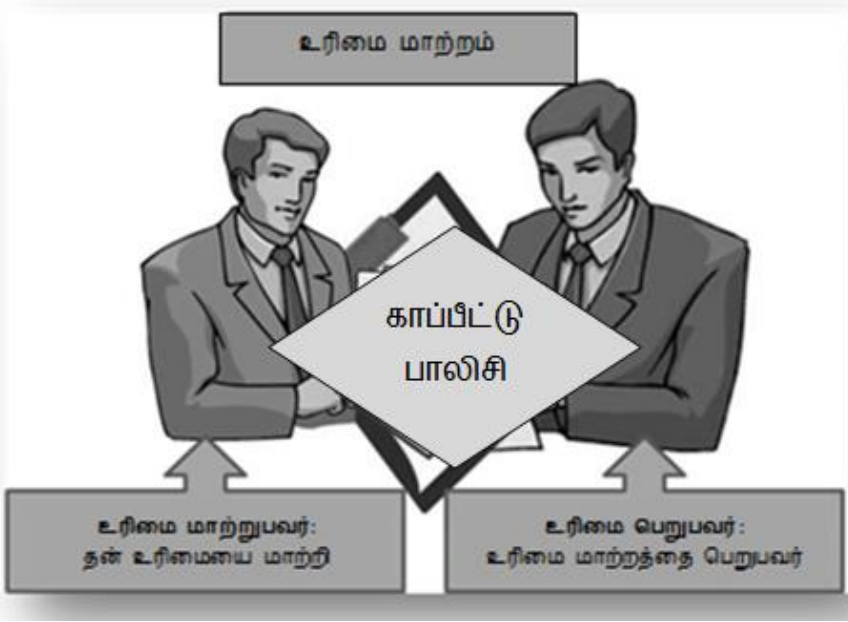 உரிமை மாற்றம்
காப்பீட்டு
பாலிசி
உரிமை மாற்றுபவர்:
தன் உரிமையை மாற்றி
உரிமை பெறுபவர்:
உரிமை மாற்றத்தை பெறுபவர்